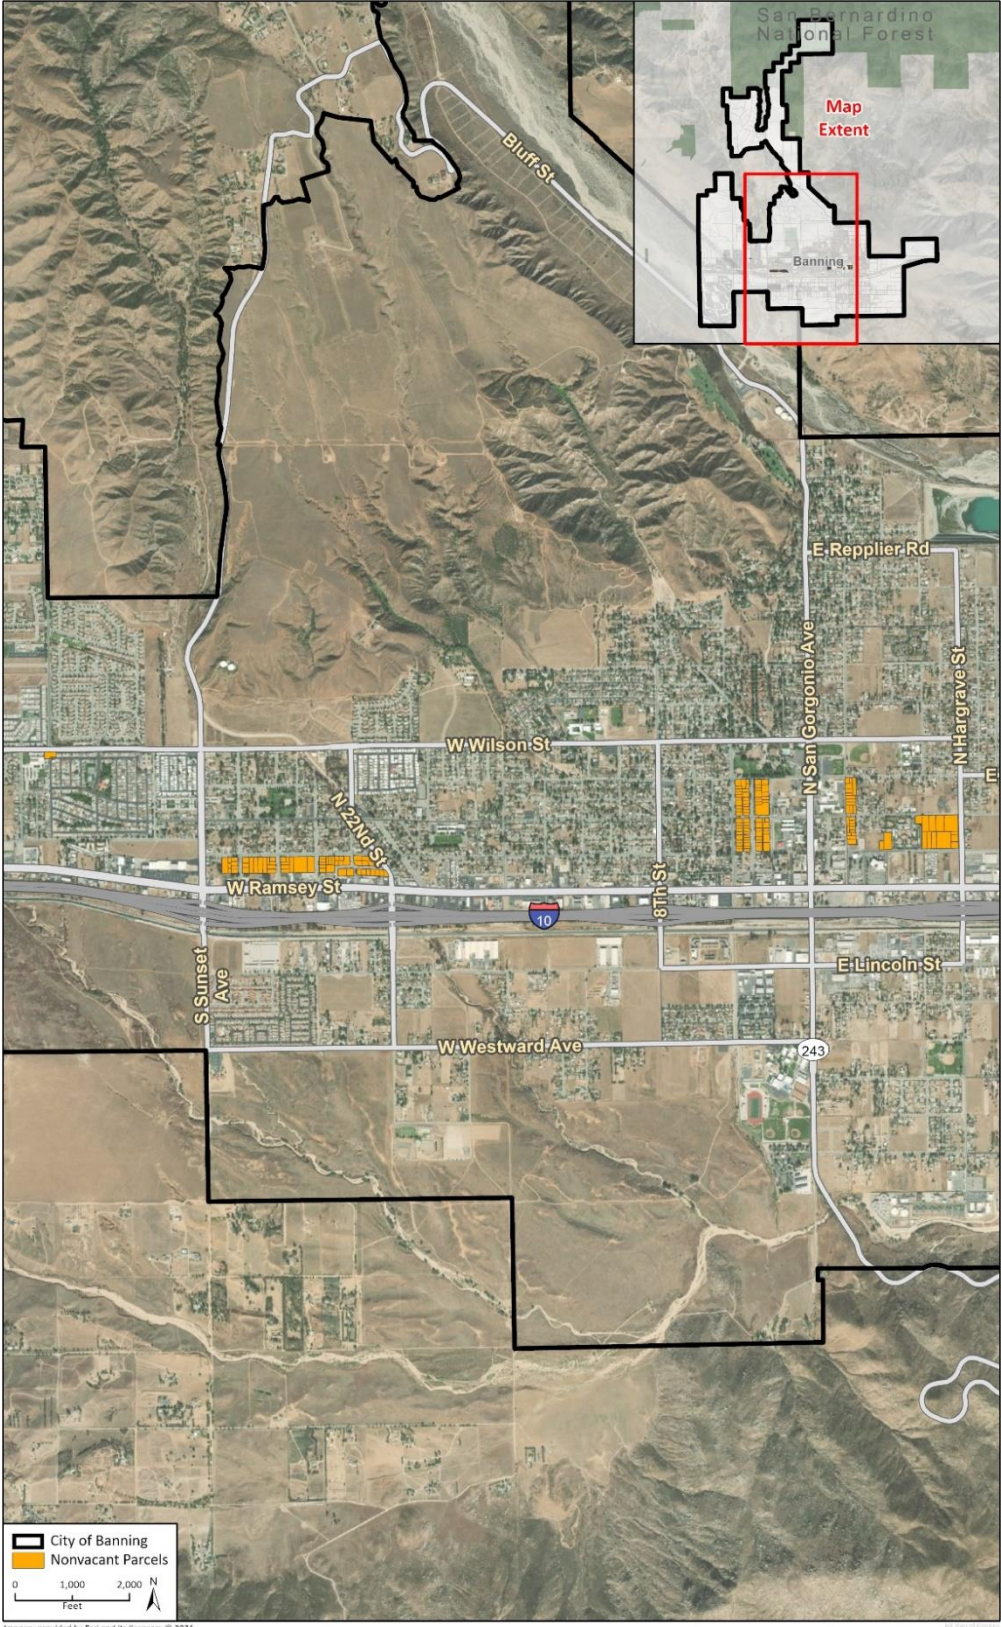 San Bernardino
National Forest
Map
Extent
Banning
Bluff St
E Repplier Rd
N San Gorgonio Ave
N Hargrave St
W Wilson St
E
N 22Nd St
W Ramsey St
8Th St
10
S Sunset
Ave
E Lincoln St
W Westward Ave
243
City of Banning
Nonvacant Parcels
0 1,000 2,000 N
Feet